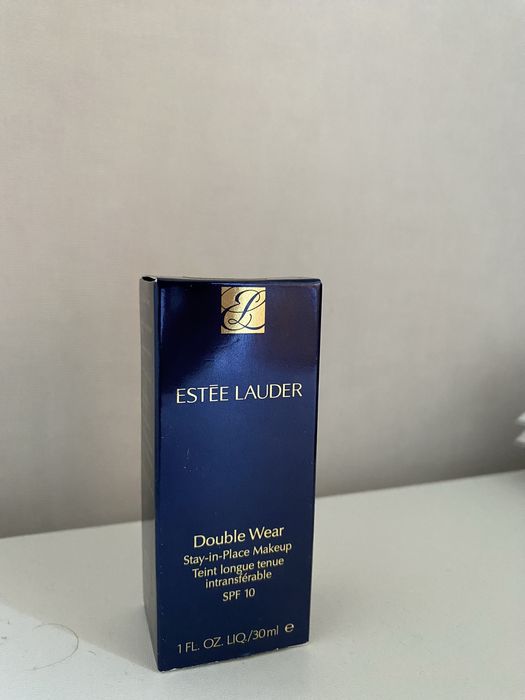 EL
ESTĒE LAUDER
Double Wear
Stay-in-Place Makeup
Teint longue tenue
intransférable
SPF 10
1 FL. OZ. LIQ./30ml ℮